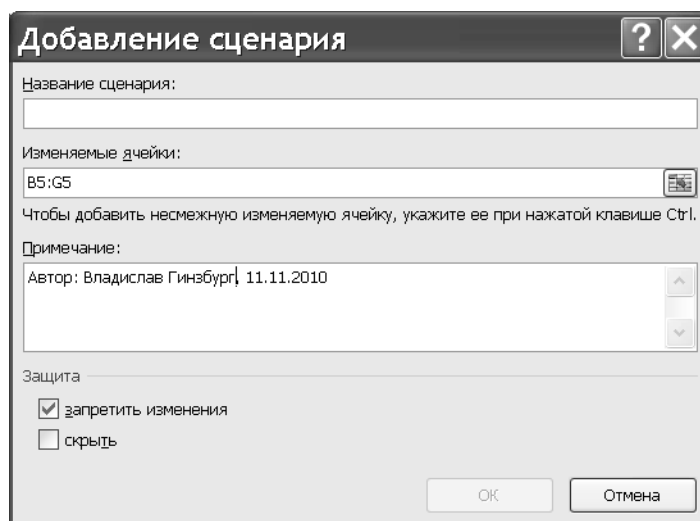 Добавление сценария
Название сценария:
Изменяемые ячейки:
B5:G5
Чтобы добавить несмежную изменяемую ячейку, укажите ее при нажатой клавише Ctrl.
Примечание:
Автор: Владислав Гинзбург, 11.11.2010
Защита
запретить изменения
скрыть
ОК
Отмена